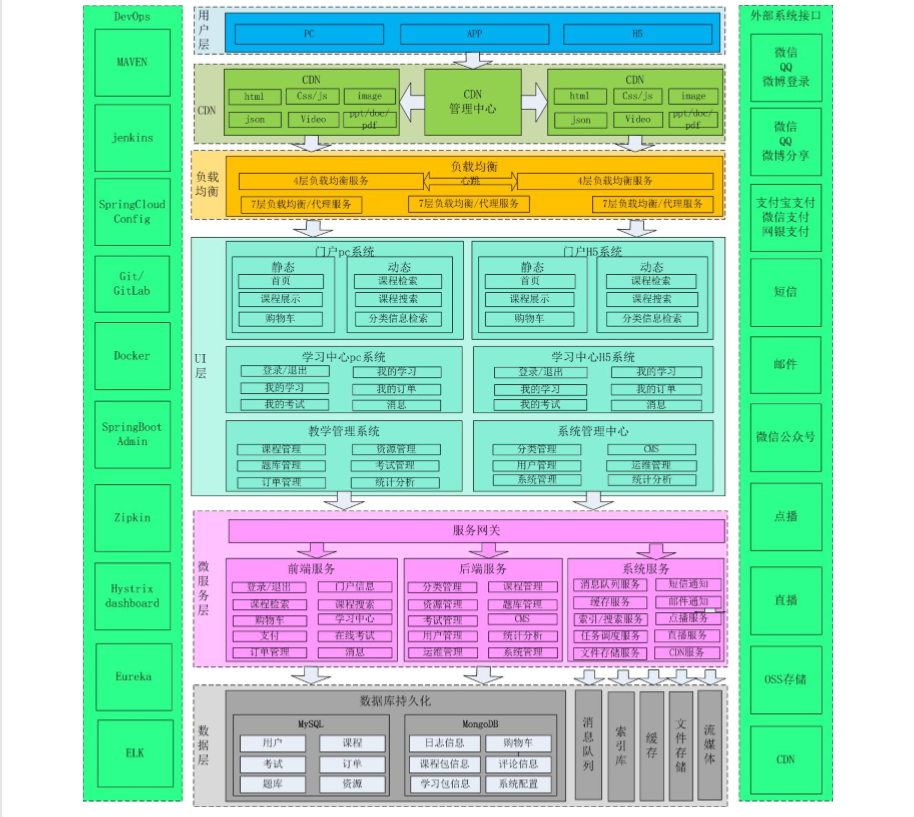 DevOps
MAVEN
jenkins
SpringCloud
Config
Git/
GitLab
Docker
SpringBoot
Admin
Zipkin
Hystrix
dashboard
Eureka
ELK
用户层
PC
APP
H5
CDN
CDN
html
Css/js
image
json
Video
ppt/doc/
pdf
CDN
管理中心
CDN
html
Css/js
image
json
Video
ppt/doc/
pdf
负载
均衡
负载均衡
4层负载均衡服务
心跳
4层负载均衡服务
7层负载均衡/代理服务
7层负载均衡/代理服务
7层负载均衡/代理服务
UI
层
门户pc系统
静态
首页
课程展示
购物车
动态
课程检索
课程搜索
分类信息检索
门户H5系统
静态
首页
课程展示
购物车
动态
课程检索
课程搜索
分类信息检索
学习中心pc系统
登录/退出
我的学习
我的学习
我的订单
我的考试
消息
学习中心H5系统
登录/退出
我的学习
我的学习
我的订单
我的考试
消息
教学管理系统
课程管理
资源管理
题库管理
考试管理
订单管理
统计分析
系统管理中心
分类管理
CMS
用户管理
运维管理
系统管理
统计分析
微服务层
服务网关
前端服务
登录/退出
门户信息
课程检索
课程搜索
购物车
学习中心
支付
在线考试
订单管理
消息
后端服务
分类管理
课程管理
资源管理
题库管理
考试管理
CMS
用户管理
统计分析
运维管理
系统管理
系统服务
消息队列服务
短信通知
缓存服务
邮件通知
索引/搜索服务
点播服务
任务调度服务
直播服务
文件存储服务
CDN服务
数据层
数据库持久化
MySQL
用户
课程
考试
订单
题库
资源
MongoDB
日志信息
购物车
课程包信息
评论信息
学习包信息
系统配置
消息队列
索引库
缓存
文件存储
流媒体
外部系统接口
微信
QQ
微博登录
微信
QQ
微博分享
支付宝支付
微信支付
网银支付
短信
邮件
微信公众号
点播
直播
OSS存储
CDN